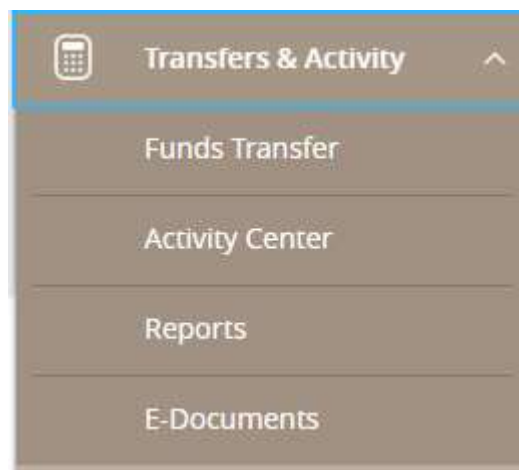 Transfers & Activity
Funds Transfer
Activity Center
Reports
E-Documents